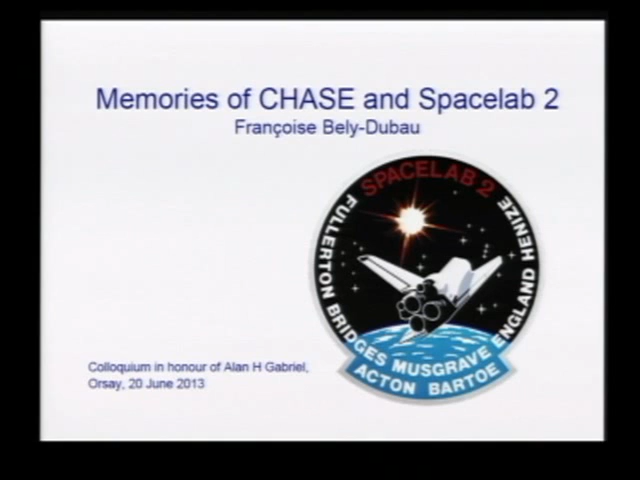 Memories of CHASE and Spacelab 2
Françoise Bely-Dubau
SPACELAB 2
FULLERTON BRIDGES MUSGRAVE ENGLAND HENIZE
ACTON BARTOE
Colloquium in honour of Alan H Gabriel,
Orsay, 20 June 2013